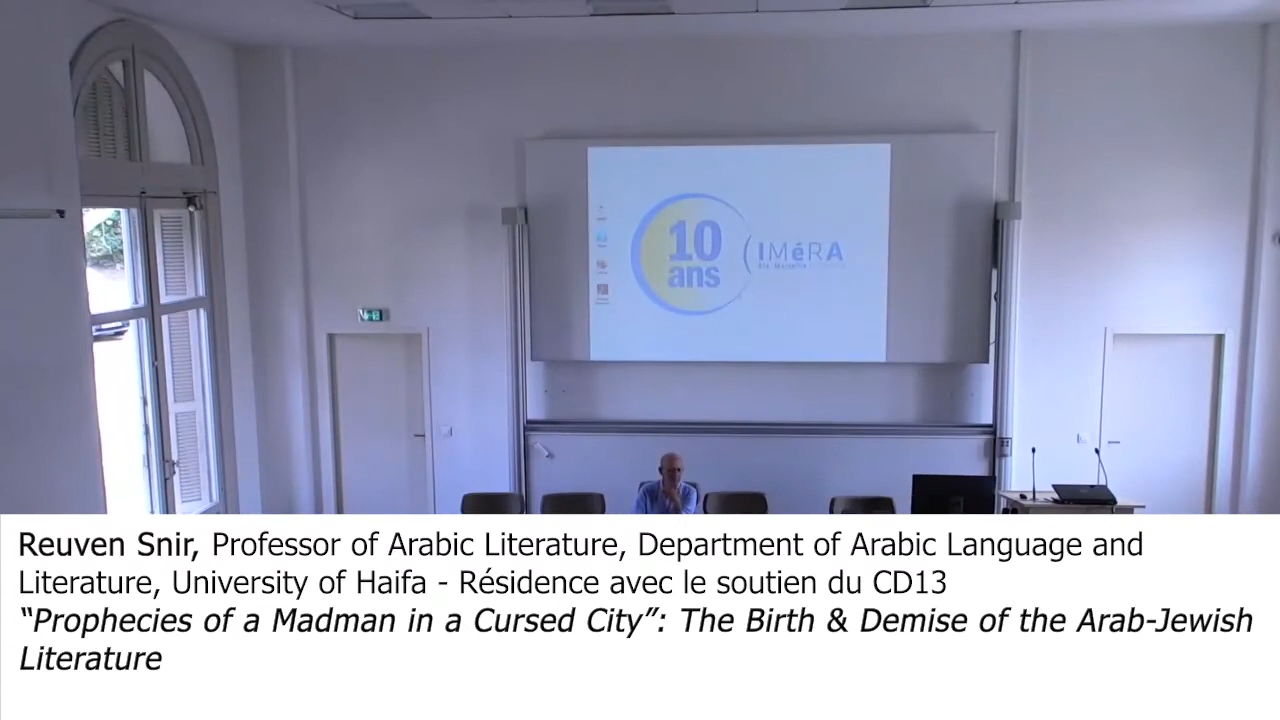 10
ans
IMéRA
Reuven Snir, Professor of Arabic Literature, Department of Arabic Language and
Literature, University of Haifa - Résidence avec le soutien du CD13
“Prophecies of a Madman in a Cursed City”: The Birth & Demise of the Arab-Jewish
Literature